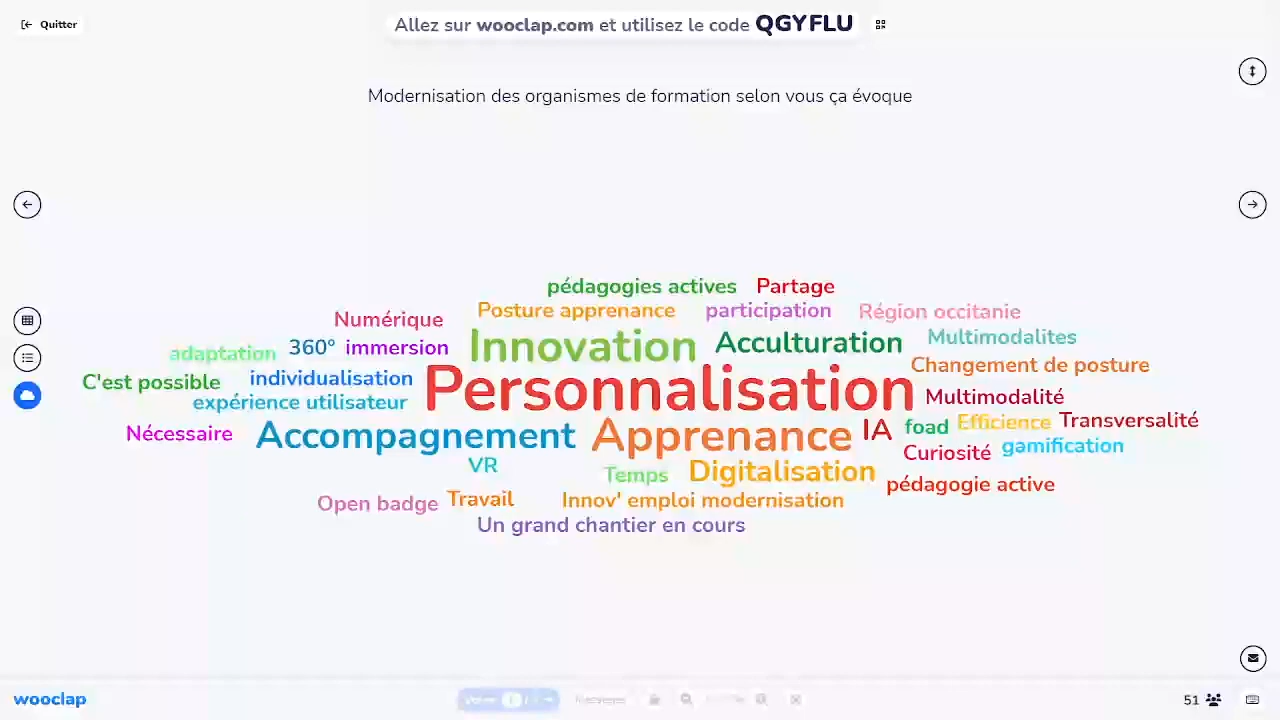 Quitter
Allez sur wooclap.com et utilisez le code QGYFLU
Modernisation des organismes de formation selon vous ça évoque
pédagogies actives Partage
Numérique Posture apprenance participation Région occitanie
adaptation 360° immersion Innovation Acculturation Multimodalites
C'est possible individualisation Personnalisation Changement de posture
expérience utilisateur Multimodalité
Nécessaire Accompagnement Apprenance IA foad Efficience Transversalité
VR Temps Digitalisation Curiosité gamification
Open badge Travail Innov' emploi modernisation pédagogie active
Un grand chantier en cours
wooclap
51